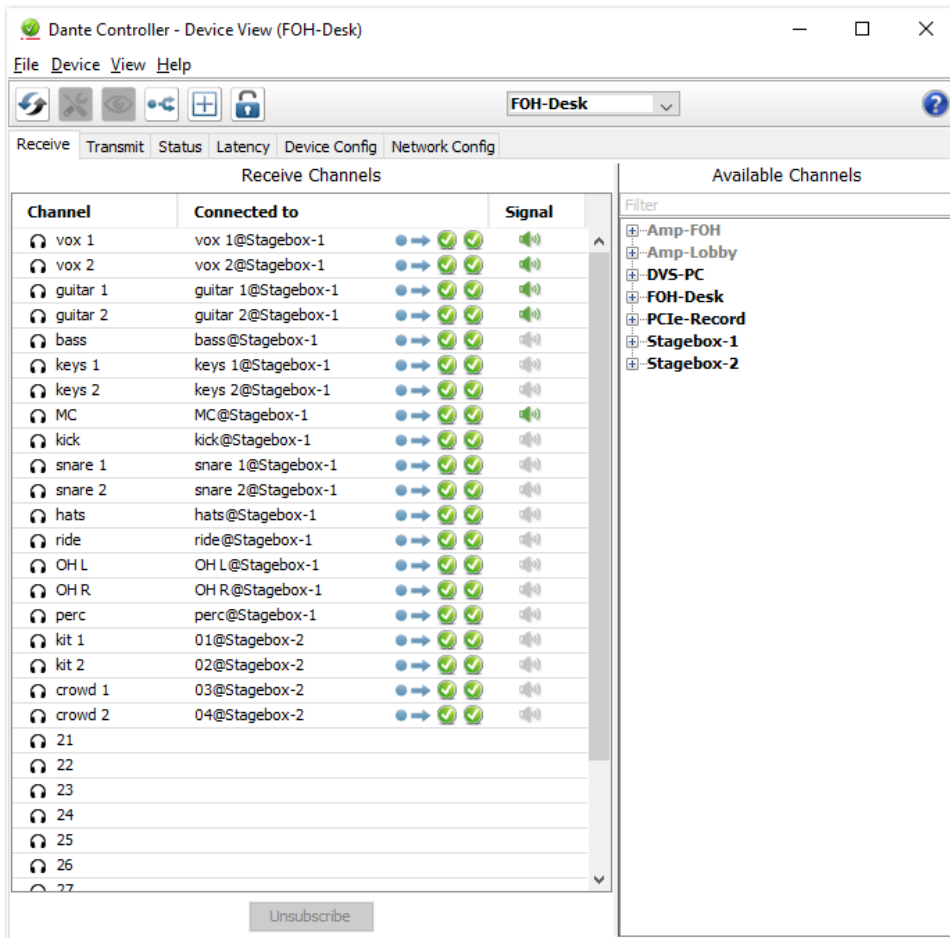 Dante Controller - Device View (FOH-Desk)
File Device View Help
FOH-Desk
Receive Transmit Status Latency Device Config Network Config
Receive Channels
Channel Connected to Signal
vox 1 vox 1@Stagebox-1
vox 2 vox 2@Stagebox-1
guitar 1 guitar 1@Stagebox-1
guitar 2 guitar 2@Stagebox-1
bass bass@Stagebox-1
keys 1 keys 1@Stagebox-1
keys 2 keys 2@Stagebox-1
MC MC@Stagebox-1
kick kick@Stagebox-1
snare 1 snare 1@Stagebox-1
snare 2 snare 2@Stagebox-1
hats hats@Stagebox-1
ride ride@Stagebox-1
OH L OH L@Stagebox-1
OH R OH R@Stagebox-1
perc perc@Stagebox-1
kit 1 01@Stagebox-2
kit 2 02@Stagebox-2
crowd 1 03@Stagebox-2
crowd 2 04@Stagebox-2
21
22
23
24
25
26
27
Unsubscribe
Available Channels
Filter
Amp-FOH
Amp-Lobby
DVS-PC
FOH-Desk
PCIe-Record
Stagebox-1
Stagebox-2